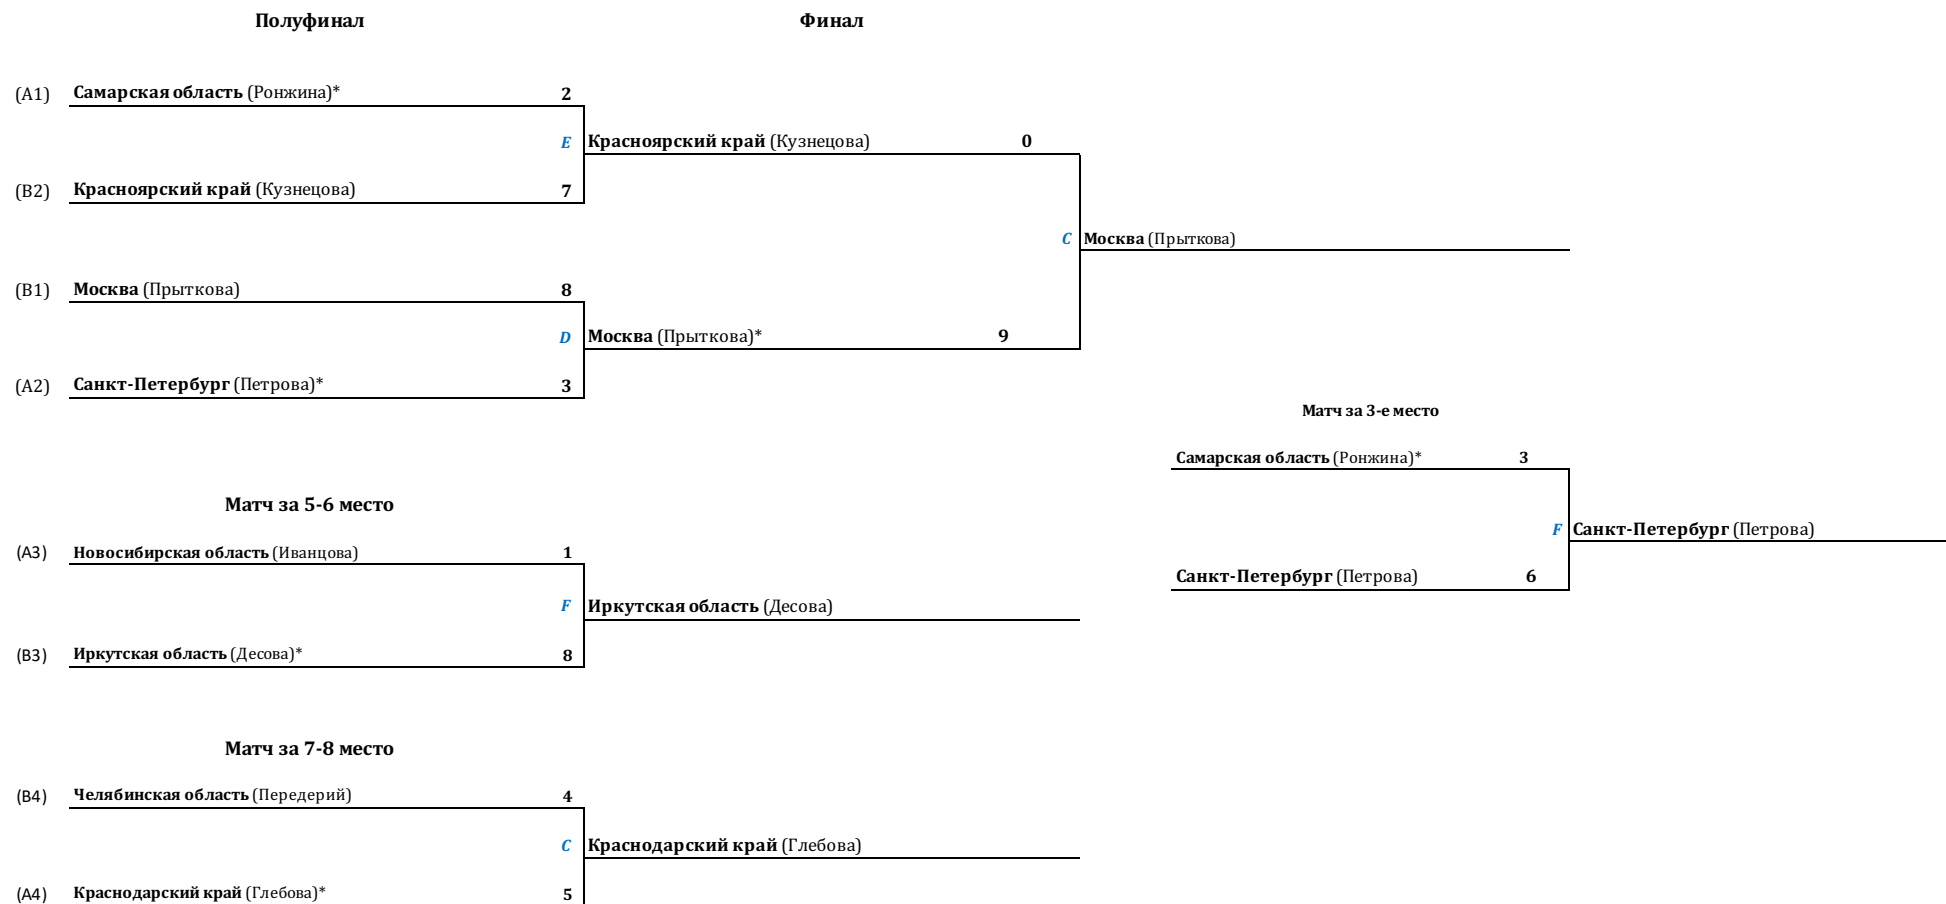 Полуфинал Финал
(A1) Самарская область (Ронжина)* 2
E Красноярский край (Кузнецова) 0
(B2) Красноярский край (Кузнецова) 7
C Москва (Прыткова)
(B1) Москва (Прыткова) 8
D Москва (Прыткова)* 9
(A2) Санкт-Петербург (Петрова)* 3
Матч за 3-е место
Самарская область (Ронжина)* 3
Матч за 5-6 место
F Санкт-Петербург (Петрова)
(A3) Новосибирская область (Иванцова) 1
Санкт-Петербург (Петрова) 6
F Иркутская область (Десова)
(B3) Иркутская область (Десова)* 8
Матч за 7-8 место
(B4) Челябинская область (Передерий) 4
C Краснодарский край (Глебова)
(A4) Краснодарский край (Глебова)* 5